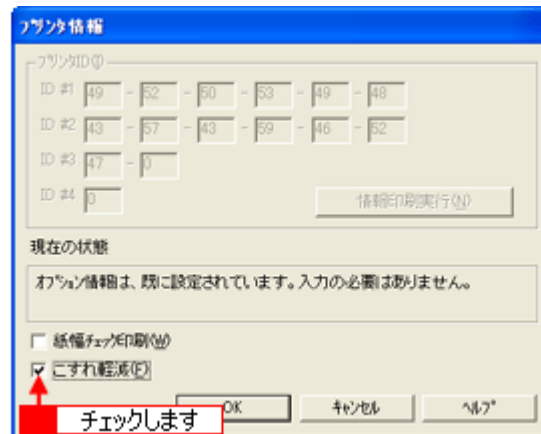 プリンタ情報
プリンタID(I)
ID #1 49 - 52 - 50 - 53 - 49 - 48
ID #2 43 - 57 - 43 - 59 - 46 - 52
ID #3 47 - 0
ID #4 0
情報印刷実行(N)
現在の状態
オプション情報は、既に設定されています。入力の必要はありません。
紙幅チェック印刷(W)
こすれ軽減(F)
OK キャンセル ヘルプ
チェックします